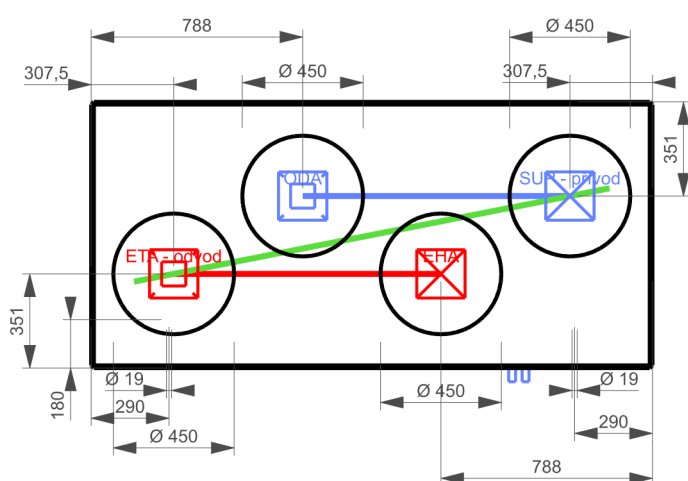 788
Ø 450
307,5
Ø 450
307,5
351
ODA
SUP - přívod
ETA - odvod
EHA
351
Ø 19
Ø 19
180
290
Ø 450
290
Ø 450
788